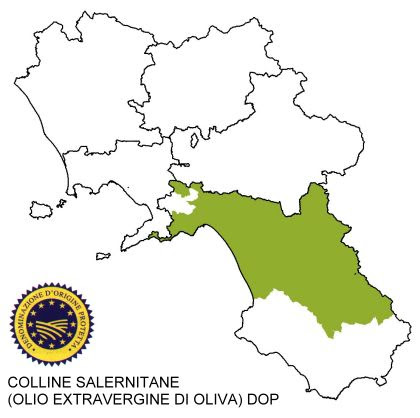 DENOMINAZIONE D'ORIGINE PROTETTA
COLLINE SALERNITANE
(OLIO EXTRAVERGINE DI OLIVA) DOP